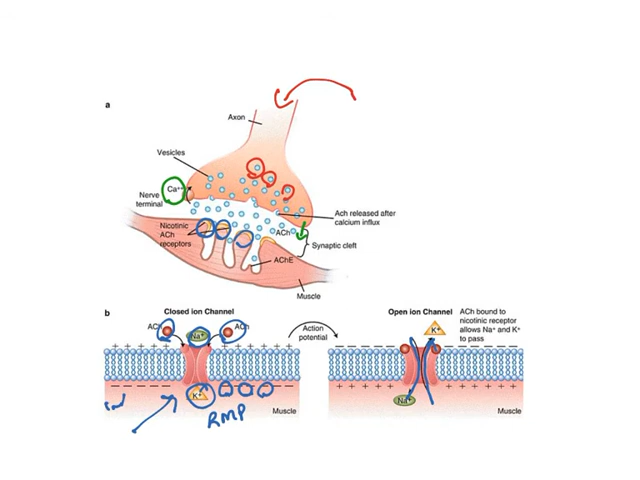 a
Axon
Vesicles
Ca++
Nerve
terminal
Ach released after
calcium influx
Nicotinic
ACh
receptors
ACh
Synaptic cleft
AChE
Muscle
b
Closed ion Channel
Open ion Channel
ACh bound to
nicotinic receptor
allows Na+ and K+
to pass
ACh
Na+
ACh
Action
potential
K+
K+
RMP
Muscle
Na+
Muscle